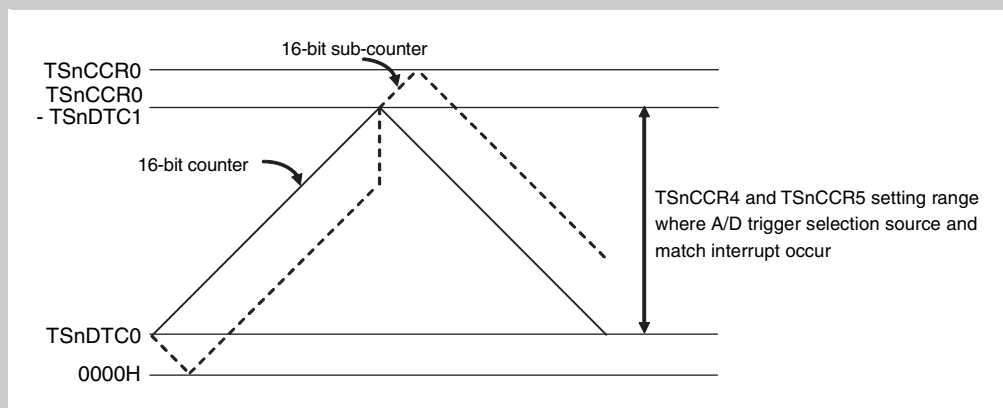 16-bit sub-counter
TSnCCR0
TSnCCR0
- TSnDTC1
16-bit counter
TSnCCR4 and TSnCCR5 setting range
where A/D trigger selection source and
match interrupt occur
TSnDTC0
0000H